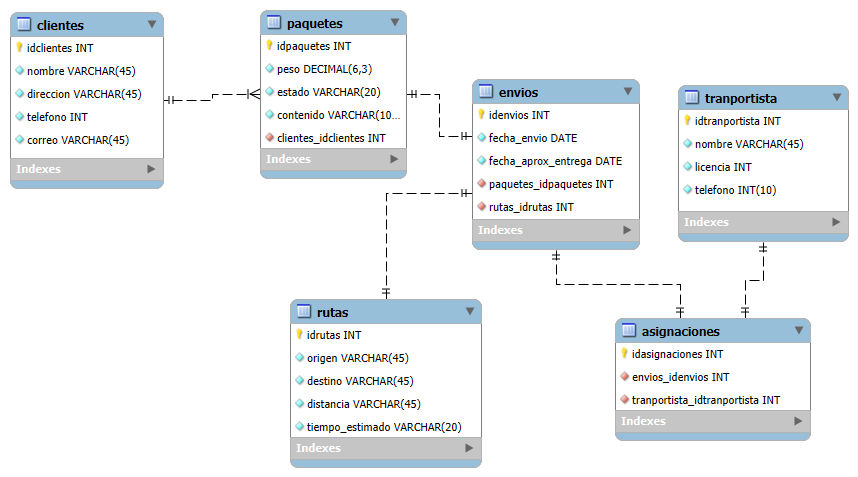 clientes
idclientes INT
nombre VARCHAR(45)
direccion VARCHAR(45)
telefono INT
correo VARCHAR(45)
Indexes
paquetes
idpaquetes INT
peso DECIMAL(6,3)
estado VARCHAR(20)
contenido VARCHAR(10...
clientes_idclientes INT
Indexes
envios
idenvios INT
fecha_envio DATE
fecha_aprox_entrega DATE
paquetes_idpaquetes INT
rutas_idrutas INT
Indexes
tranportista
idtranportista INT
nombre VARCHAR(45)
licencia INT
telefono INT(10)
Indexes
rutas
idrutas INT
origen VARCHAR(45)
destino VARCHAR(45)
distancia VARCHAR(45)
tiempo_estimado VARCHAR(20)
Indexes
asignaciones
idasignaciones INT
envios_idenvios INT
tranportista_idtranportista INT
Indexes